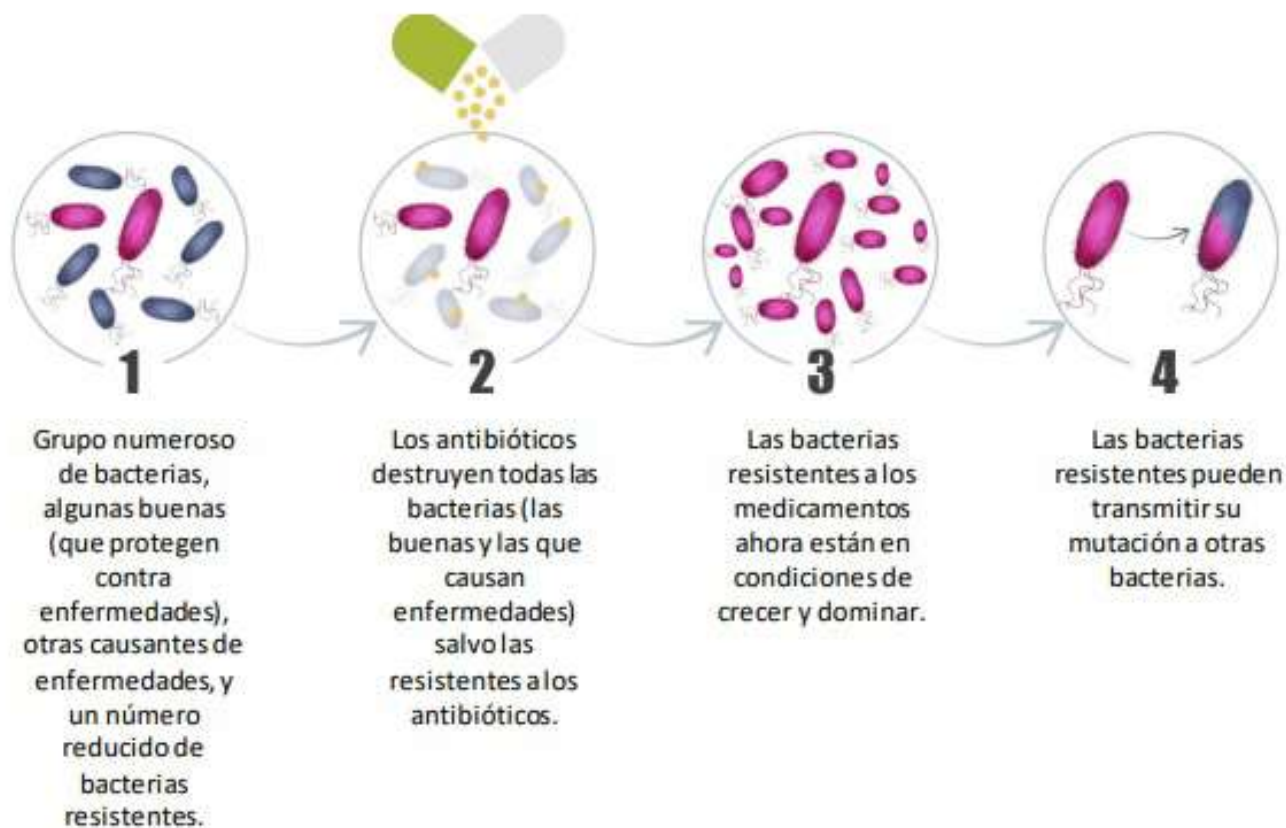 1
Grupo numeroso
de bacterias,
algunas buenas
(que protegen
contra
enfermedades),
otras causantes de
enfermedades, y
un número
reducido de
bacterias
resistentes.
2
Los antibióticos
destruyen todas las
bacterias (las
buenas y las que
causan
enfermedades)
salvo las
resistentes a los
antibióticos.
3
Las bacterias
resistentes a los
medicamentos
ahora están en
condiciones de
crecer y dominar.
4
Las bacterias
resistentes pueden
transmitir su
mutación a otras
bacterias.